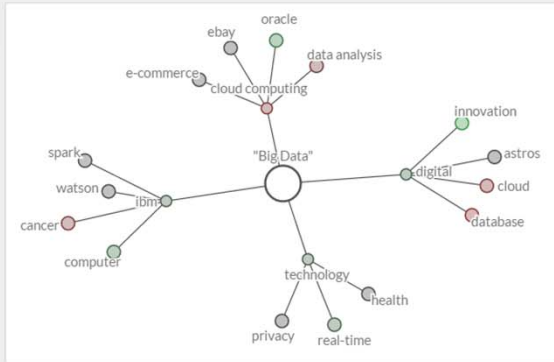 oracle
ebay
data analysis
e-commerce
cloud computing
innovation
"Big Data"
spark
astros
digital
watson
cloud
ibm
cancer
database
computer
technology
health
privacy
real-time